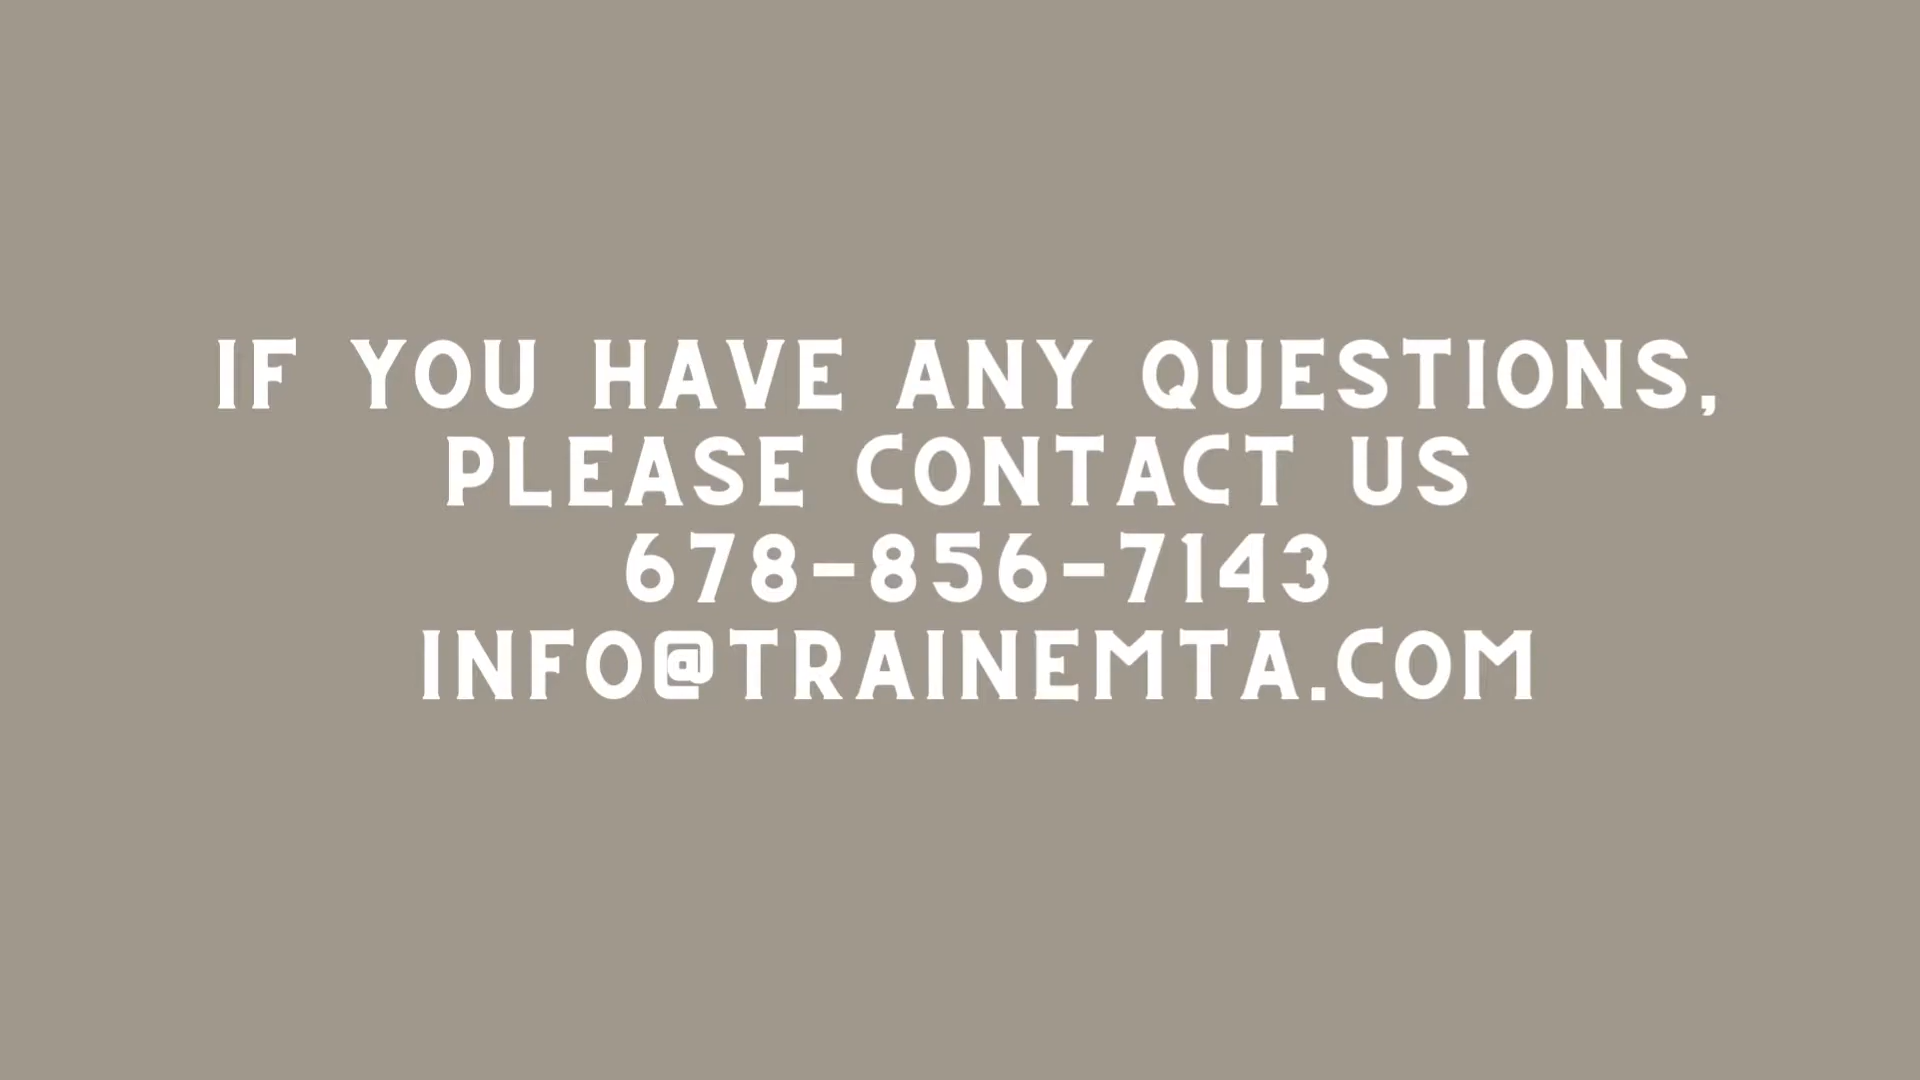 IF YOU HAVE ANY QUESTIONS,
PLEASE CONTACT US
678-856-7143
INFO@TRAINEMTA.COM